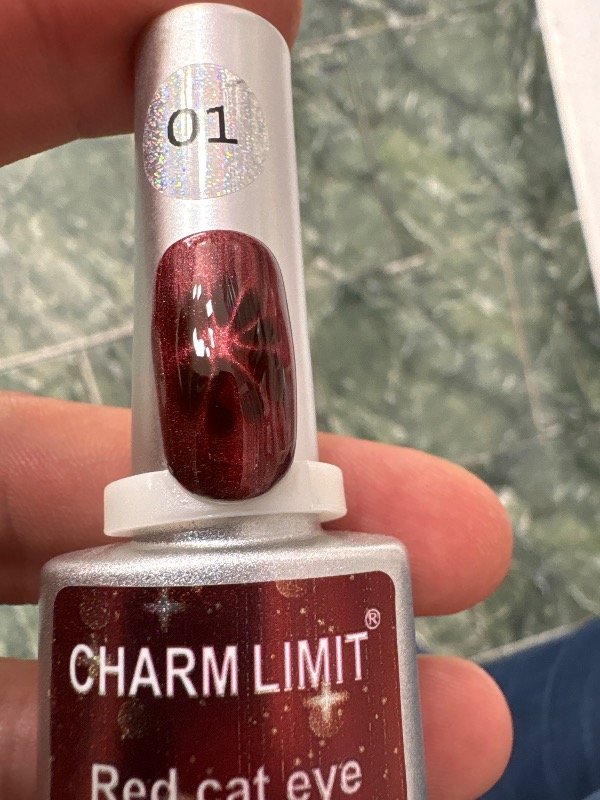 01
CHARM LIMIT®
Red cat eye